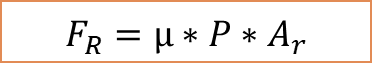 F_R = μ * P * A_r